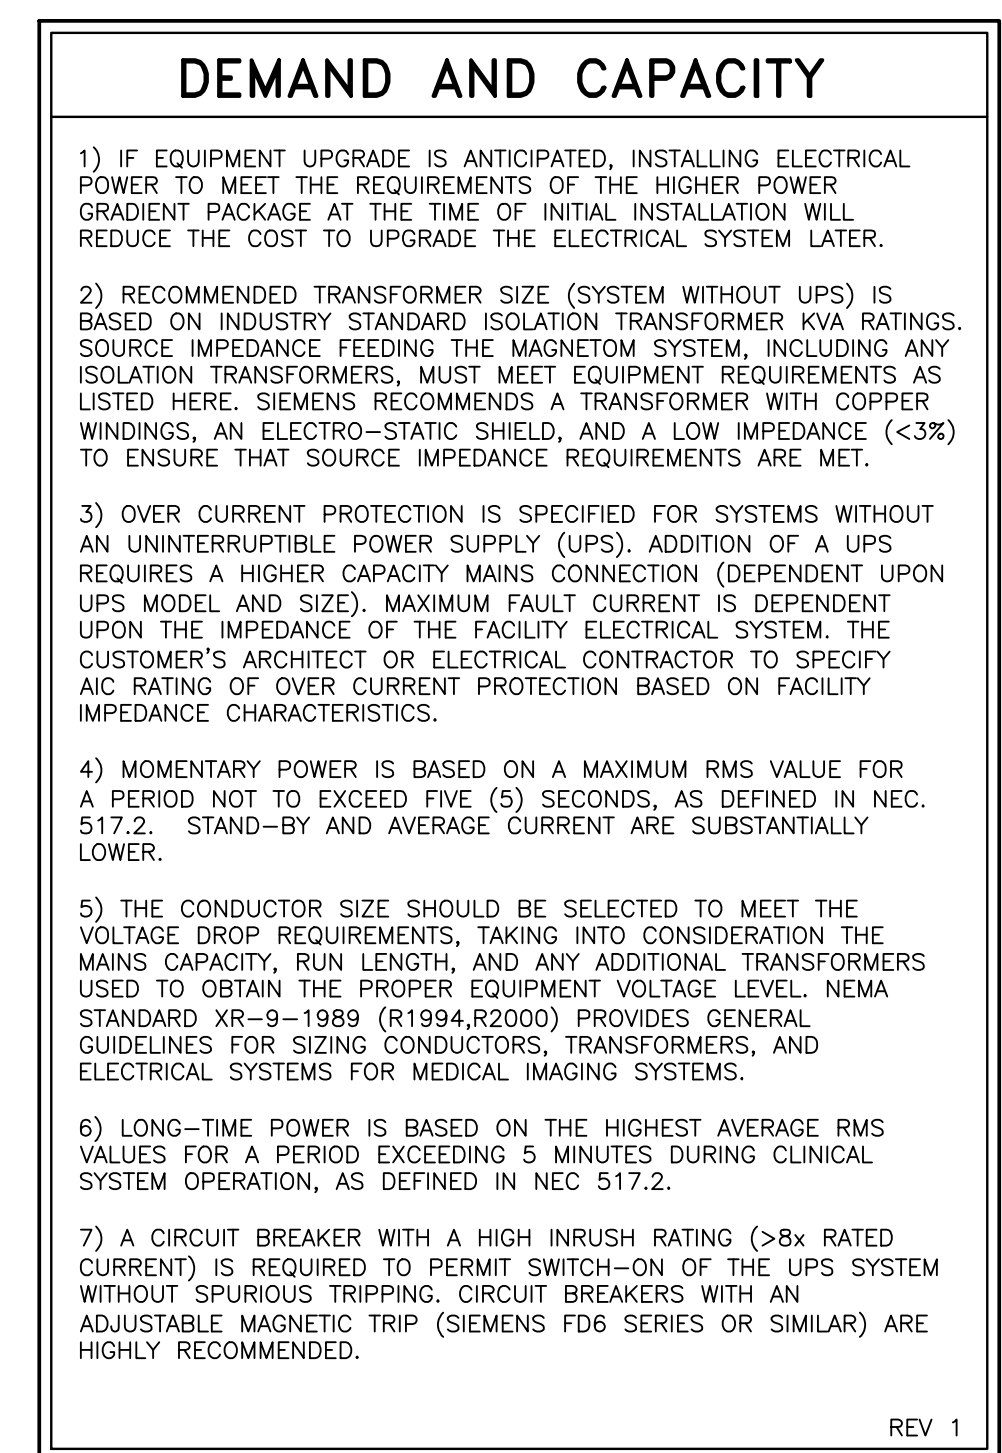 DEMAND AND CAPACITY
1) IF EQUIPMENT UPGRADE IS ANTICIPATED, INSTALLING ELECTRICAL
POWER TO MEET THE REQUIREMENTS OF THE HIGHER POWER
GRADIENT PACKAGE AT THE TIME OF INITIAL INSTALLATION WILL
REDUCE THE COST TO UPGRADE THE ELECTRICAL SYSTEM LATER.
2) RECOMMENDED TRANSFORMER SIZE (SYSTEM WITHOUT UPS) IS
BASED ON INDUSTRY STANDARD ISOLATION TRANSFORMER KVA RATINGS.
SOURCE IMPEDANCE FEEDING THE MAGNETOM SYSTEM, INCLUDING ANY
ISOLATION TRANSFORMERS, MUST MEET EQUIPMENT REQUIREMENTS AS
LISTED HERE. SIEMENS RECOMMENDS A TRANSFORMER WITH COPPER
WINDINGS, AN ELECTRO-STATIC SHIELD, AND A LOW IMPEDANCE (<3%)
TO ENSURE THAT SOURCE IMPEDANCE REQUIREMENTS ARE MET.
3) OVER CURRENT PROTECTION IS SPECIFIED FOR SYSTEMS WITHOUT
AN UNINTERRUPTIBLE POWER SUPPLY (UPS). ADDITION OF A UPS
REQUIRES A HIGHER CAPACITY MAINS CONNECTION (DEPENDENT UPON
UPS MODEL AND SIZE). MAXIMUM FAULT CURRENT IS DEPENDENT
UPON THE IMPEDANCE OF THE FACILITY ELECTRICAL SYSTEM. THE
CUSTOMER'S ARCHITECT OR ELECTRICAL CONTRACTOR TO SPECIFY
AIC RATING OF OVER CURRENT PROTECTION BASED ON FACILITY
IMPEDANCE CHARACTERISTICS.
4) MOMENTARY POWER IS BASED ON A MAXIMUM RMS VALUE FOR
A PERIOD NOT TO EXCEED FIVE (5) SECONDS, AS DEFINED IN NEC.
517.2. STAND-BY AND AVERAGE CURRENT ARE SUBSTANTIALLY
LOWER.
5) THE CONDUCTOR SIZE SHOULD BE SELECTED TO MEET THE
VOLTAGE DROP REQUIREMENTS, TAKING INTO CONSIDERATION THE
MAINS CAPACITY, RUN LENGTH, AND ANY ADDITIONAL TRANSFORMERS
USED TO OBTAIN THE PROPER EQUIPMENT VOLTAGE LEVEL. NEMA
STANDARD XR-9-1989 (R1994,R2000) PROVIDES GENERAL
GUIDELINES FOR SIZING CONDUCTORS, TRANSFORMERS, AND
ELECTRICAL SYSTEMS FOR MEDICAL IMAGING SYSTEMS.
6) LONG-TIME POWER IS BASED ON THE HIGHEST AVERAGE RMS
VALUES FOR A PERIOD EXCEEDING 5 MINUTES DURING CLINICAL
SYSTEM OPERATION, AS DEFINED IN NEC 517.2.
7) A CIRCUIT BREAKER WITH A HIGH INRUSH RATING (>8x RATED
CURRENT) IS REQUIRED TO PERMIT SWITCH-ON OF THE UPS SYSTEM
WITHOUT SPURIOUS TRIPPING. CIRCUIT BREAKERS WITH AN
ADJUSTABLE MAGNETIC TRIP (SIEMENS FD6 SERIES OR SIMILAR) ARE
HIGHLY RECOMMENDED.
REV 1